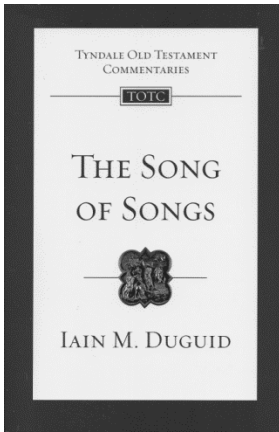 TYNDALE OLD TESTAMENT
COMMENTARIES
TOTC
THE SONG
OF SONGS
IAIN M. DUGUID